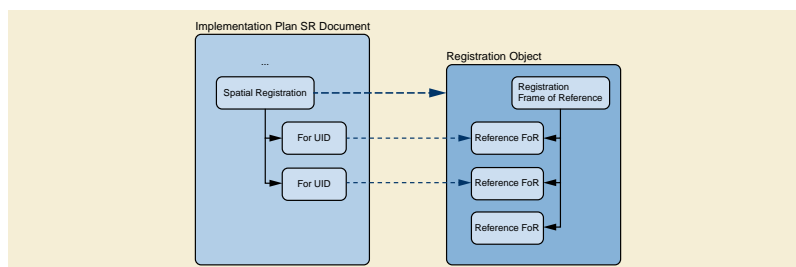 Implementation Plan SR Document
...
Spatial Registration
For UID
For UID
Registration Object
Registration
Frame of Reference
Reference FoR
Reference FoR
Reference FoR